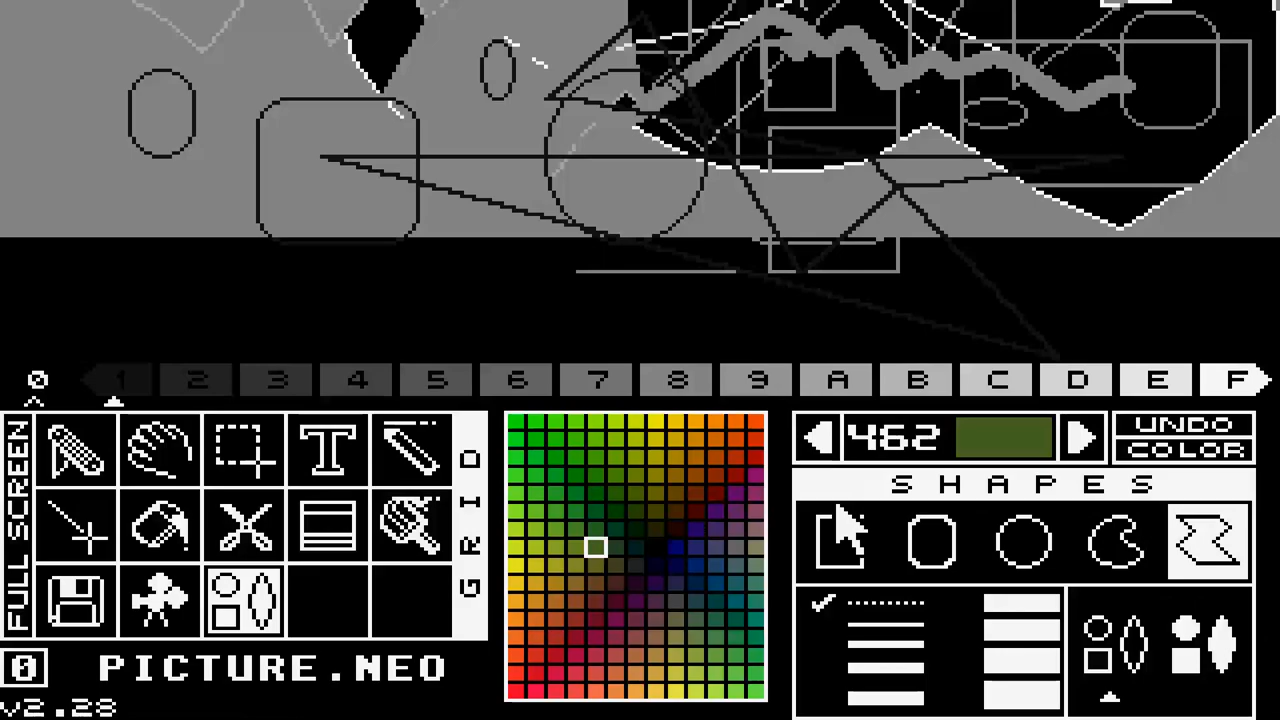 0 1 2 3 4 5 6 7 8 9 A B C D E F
FULL SCREEN
T
GRID
462
UNDO
COLOR
SHAPES
0 PICTURE.NEO
V2.28